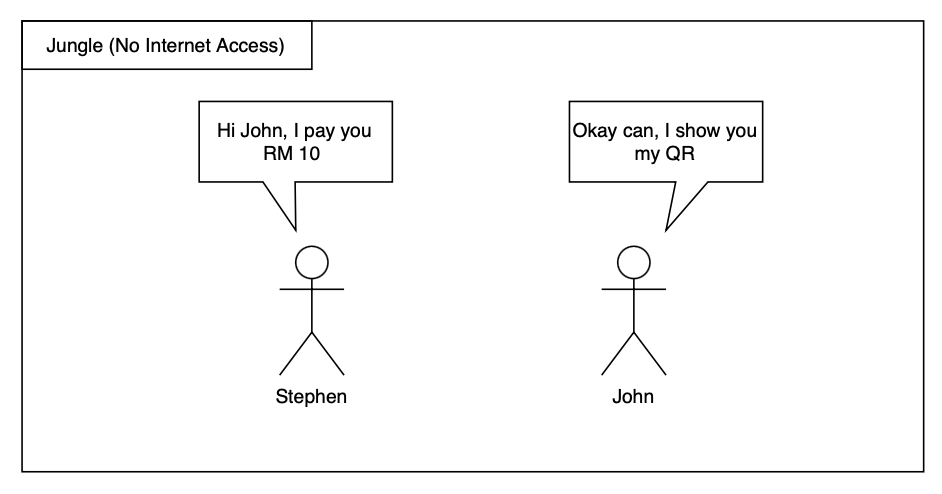 Jungle (No Internet Access)
Hi John, I pay you
RM 10
Okay can, I show you
my QR
Stephen
John